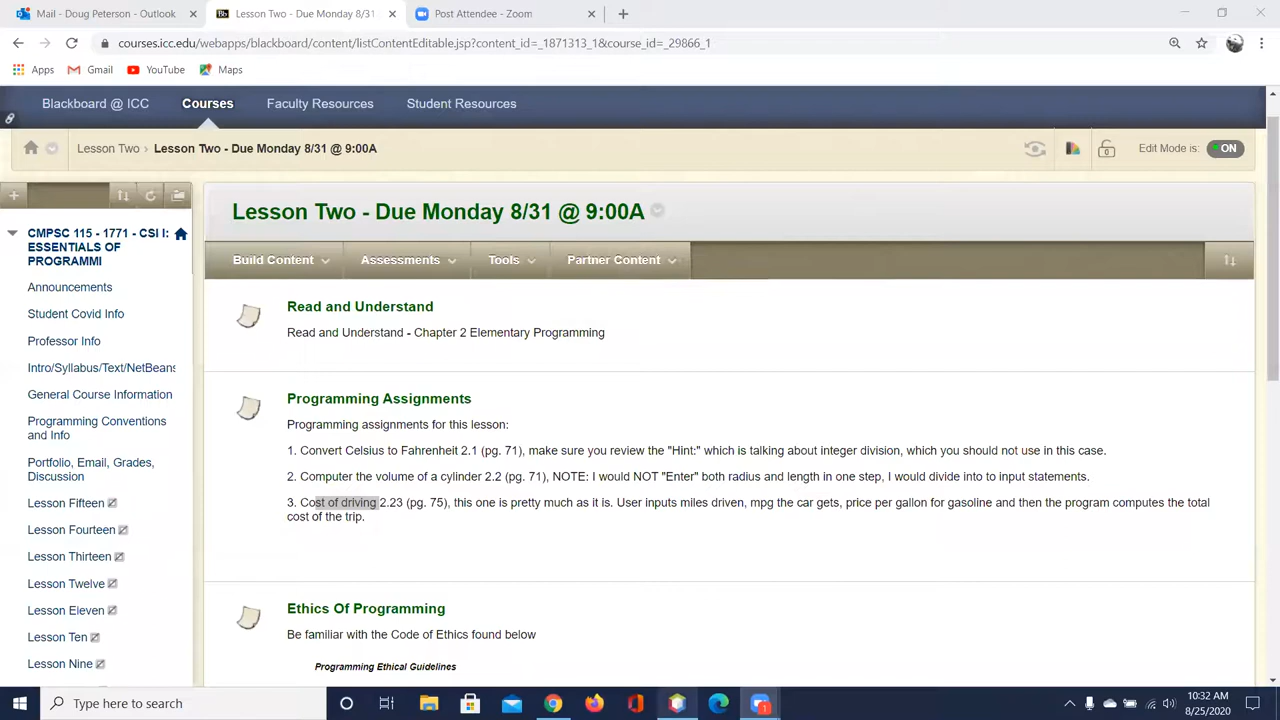 Mail - Doug Peterson - Outlook
Lesson Two - Due Monday 8/31
Post Attendee - Zoom
courses.icc.edu/webapps/blackboard/content/listContentEditable.jsp?content_id=_1871313_1&course_id=_29866_1
Apps Gmail YouTube Maps
Blackboard @ ICC Courses Faculty Resources Student Resources
Lesson Two › Lesson Two - Due Monday 8/31 @ 9:00A
Edit Mode is: ON
CMPSC 115 - 1771 - CSI I:
ESSENTIALS OF
PROGRAMMI
Announcements
Student Covid Info
Professor Info
Intro/Syllabus/Text/NetBeans
General Course Information
Programming Conventions
and Info
Portfolio, Email, Grades,
Discussion
Lesson Fifteen
Lesson Fourteen
Lesson Thirteen
Lesson Twelve
Lesson Eleven
Lesson Ten
Lesson Nine
Lesson Two - Due Monday 8/31 @ 9:00A
Build Content Assessments Tools Partner Content
Read and Understand
Read and Understand - Chapter 2 Elementary Programming
Programming Assignments
Programming assignments for this lesson:
1. Convert Celsius to Fahrenheit 2.1 (pg. 71), make sure you review the "Hint:" which is talking about integer division, which you should not use in this case.
2. Computer the volume of a cylinder 2.2 (pg. 71), NOTE: I would NOT "Enter" both radius and length in one step, I would divide into to input statements.
3. Cost of driving 2.23 (pg. 75), this one is pretty much as it is. User inputs miles driven, mpg the car gets, price per gallon for gasoline and then the program computes the total
cost of the trip.
Ethics Of Programming
Be familiar with the Code of Ethics found below
Programming Ethical Guidelines
Type here to search
10:32 AM
8/25/2020